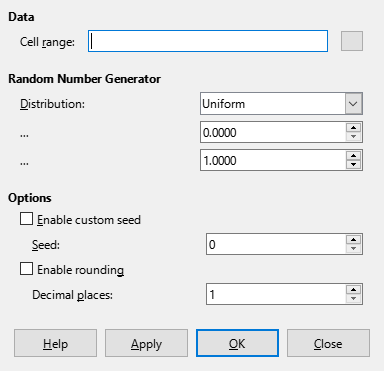 Data
Cell range:
Random Number Generator
Distribution: Uniform
... 0.0000
... 1.0000
Options
Enable custom seed
Seed: 0
Enable rounding
Decimal places: 1
Help Apply OK Close